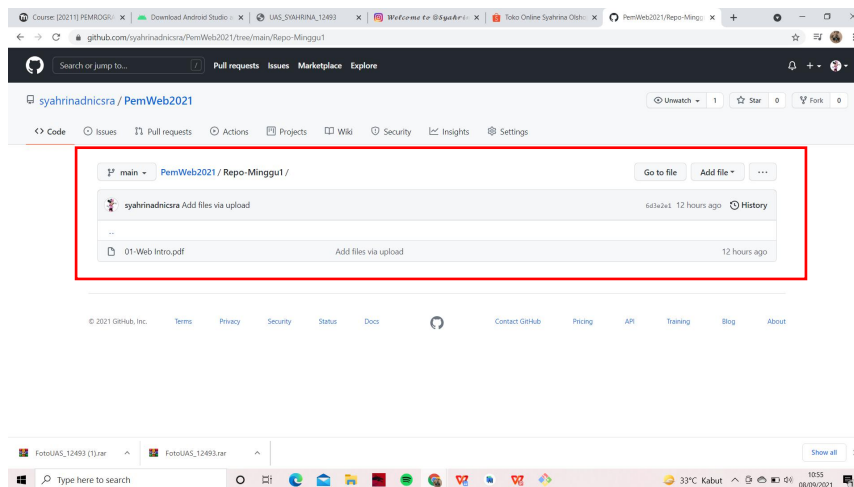 Course: [20211] PEMROGR
Download Android Studio
UAS_SYAHRINA_12493
Welcome to @Syahri
Toko Online Syahrina Olsh
PemWeb2021/Repo-Mingg
github.com/syahrinadnicsra/PemWeb2021/tree/main/Repo-Minggu1
Search or jump to... /
Pull requests Issues Marketplace Explore
syahrinadnicsra / PemWeb2021
Unwatch 1 Star 0 Fork 0
Code Issues Pull requests Actions Projects Wiki Security Insights Settings
main PemWeb2021 / Repo-Minggu1 / Go to file Add file ...
syahrinadnicsra Add files via upload 6d3e2e1 12 hours ago History
..
01-Web Intro.pdf Add files via upload 12 hours ago
© 2021 GitHub, Inc. Terms Privacy Security Status Docs Contact GitHub Pricing API Training Blog About
FotoUAS_12493 (1).rar FotoUAS_12493.rar Show all
Type here to search 33°C Kabut 10:55
08/09/2021